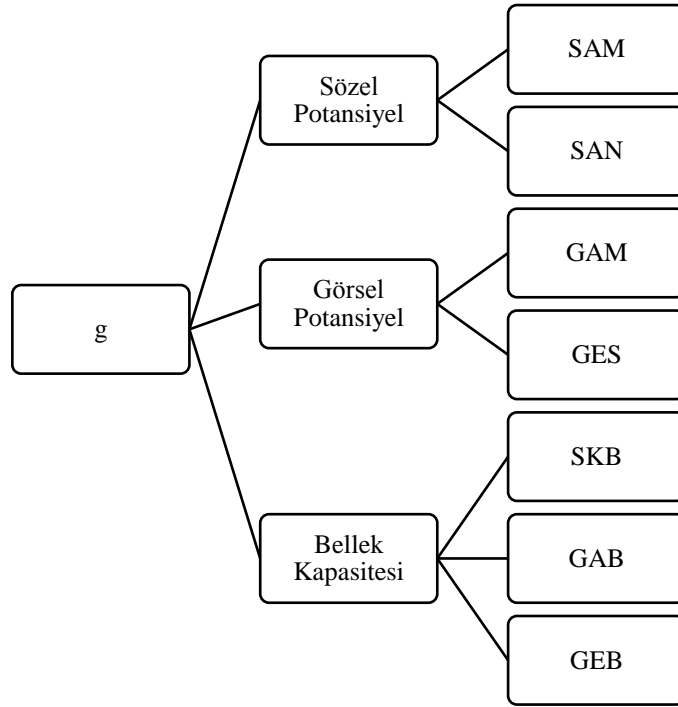 g
Sözel
Potansiyel
SAM
SAN
Görsel
Potansiyel
GAM
GES
Bellek
Kapasitesi
SKB
GAB
GEB